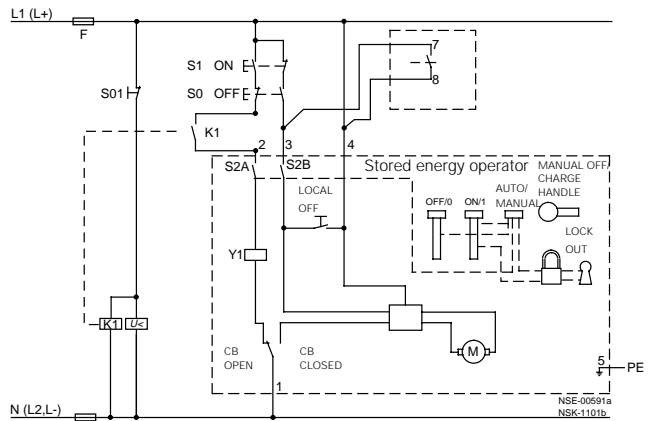 L1 (L+)
F
7
S1 ON
8
S01
S0 OFF
K1
2 3 4
S2A S2B Stored energy operator
MANUAL OFF/
CHARGE
HANDLE
LOCAL
OFF
AUTO/
MANUAL
OFF/0 ON/1
LOCK
OUT
Y1
K1 U<
M
CB
OPEN
CB
CLOSED
5
PE
1
NSE-00591a
NSK-1101b
N (L2,L-)